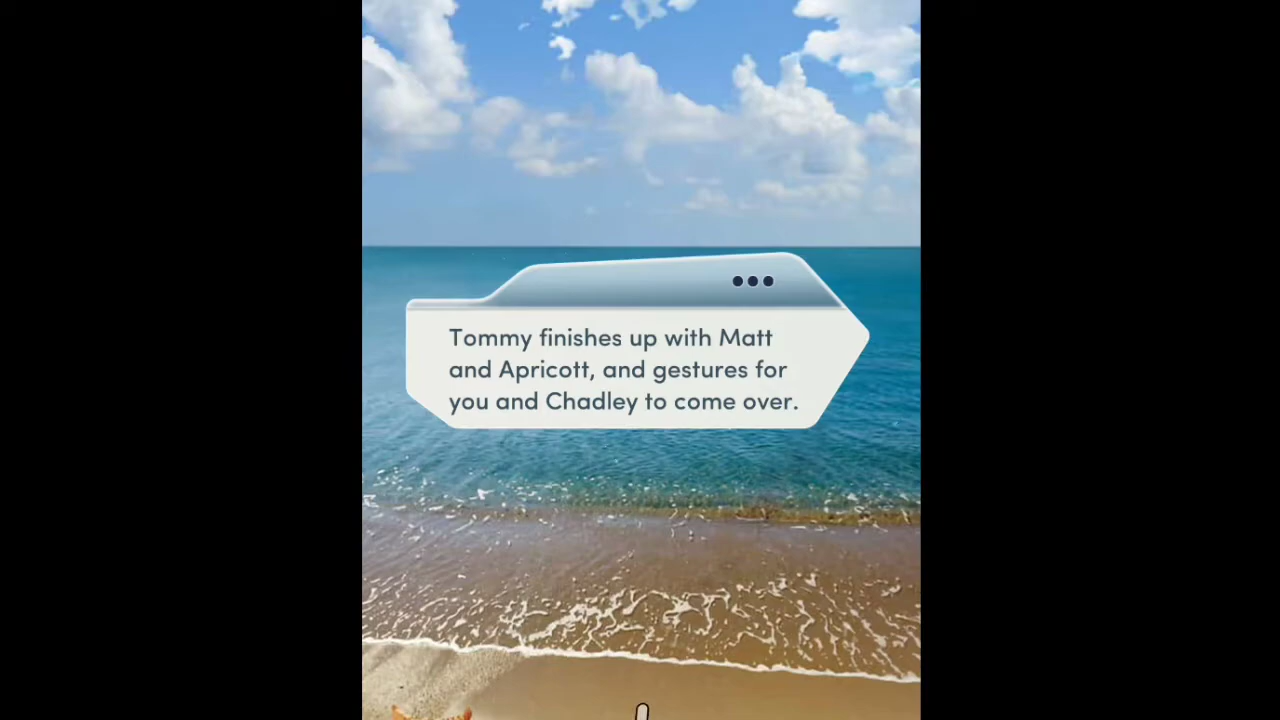 Tommy finishes up with Matt
and Apricott, and gestures for
you and Chadley to come over.